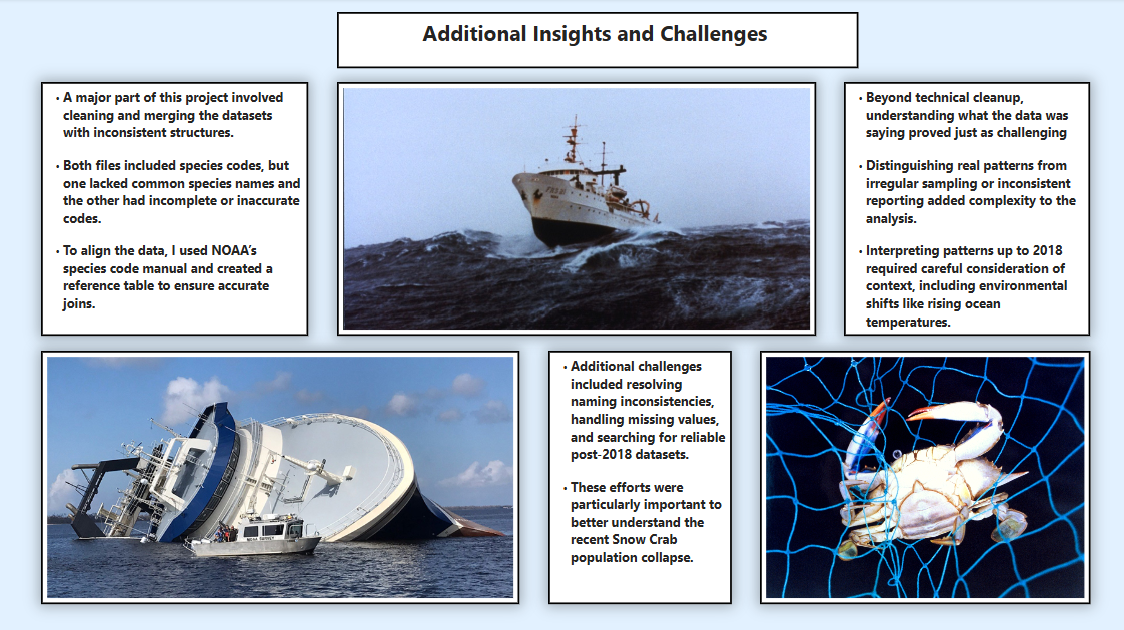 Additional Insights and Challenges
• A major part of this project involved
cleaning and merging the datasets
with inconsistent structures.
• Both files included species codes, but
one lacked common species names and
the other had incomplete or inaccurate
codes.
• To align the data, I used NOAA’s
species code manual and created a
reference table to ensure accurate
joins.
• Beyond technical cleanup,
understanding what the data was
saying proved just as challenging
• Distinguishing real patterns from
irregular sampling or inconsistent
reporting added complexity to the
analysis.
• Interpreting patterns up to 2018
required careful consideration of
context, including environmental
shifts like rising ocean
temperatures.
• Additional challenges
included resolving
naming inconsistencies,
handling missing values,
and searching for reliable
post-2018 datasets.
• These efforts were
particularly important to
better understand the
recent Snow Crab
population collapse.